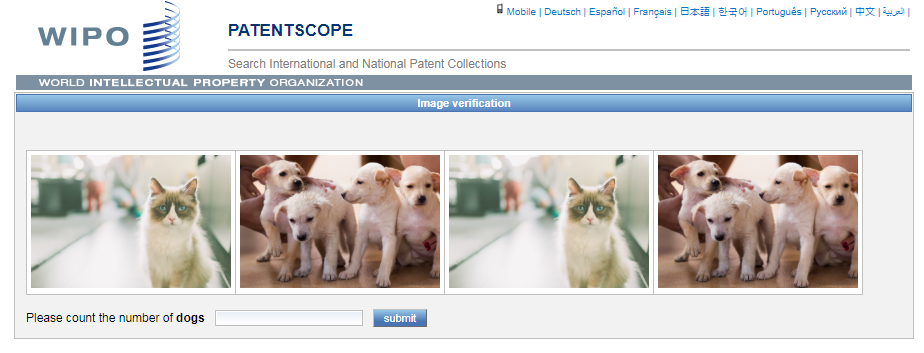 Mobile | Deutsch | Español | Français | 日本語 | 한국어 | Português | Русский | 中文 | العربية |
WIPO
PATENTSCOPE
Search International and National Patent Collections
WORLD INTELLECTUAL PROPERTY ORGANIZATION
Image verification
Please count the number of dogs
submit